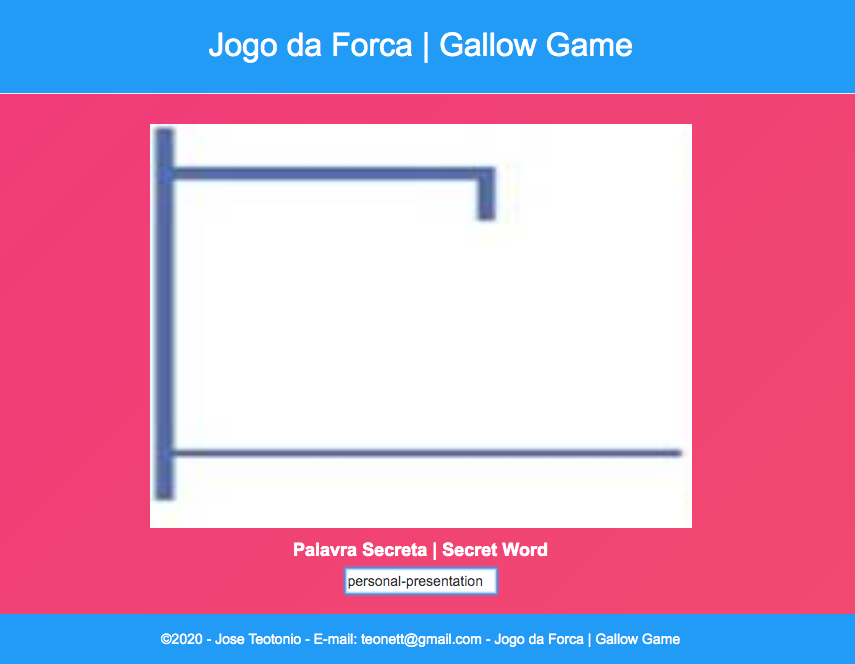 Jogo da Forca | Gallow Game
Palavra Secreta | Secret Word
personal-presentation
©2020 - Jose Teotonio - E-mail: teonett@gmail.com - Jogo da Forca | Gallow Game